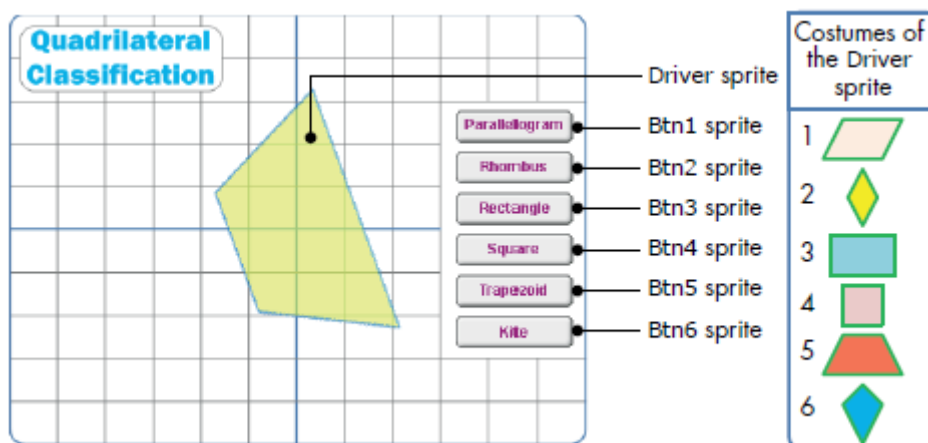 Quadrilateral
Classification
Driver sprite
Parallelogram
Btn1 sprite
Rhombus
Btn2 sprite
Rectangle
Btn3 sprite
Square
Btn4 sprite
Trapezoid
Btn5 sprite
Kite
Btn6 sprite
Costumes of
the Driver
sprite
1
2
3
4
5
6